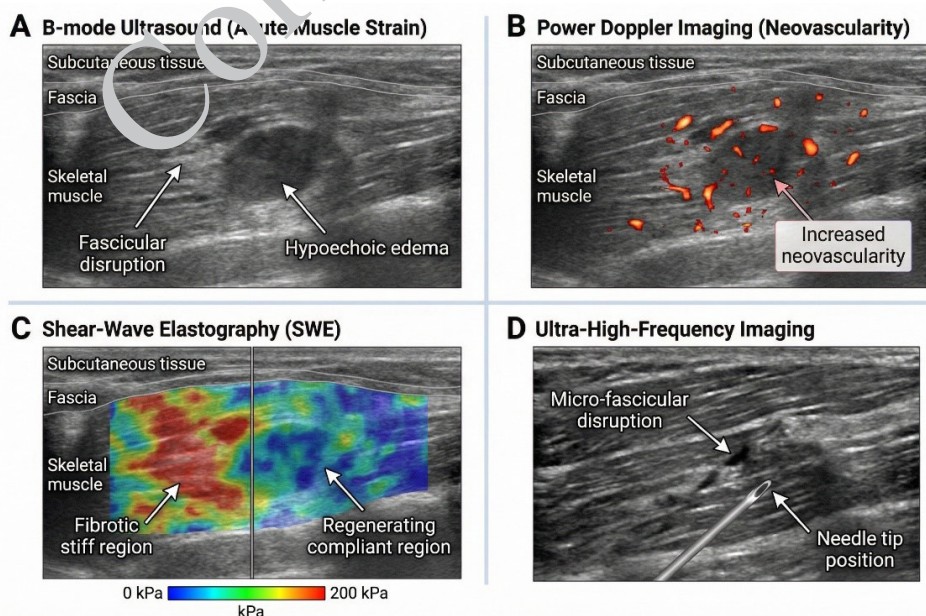 A B-mode Ultrasound (Acute Muscle Strain)
Subcutaneous tissue
Fascia
Skeletal
muscle
Fascicular
disruption
Hypoechoic edema
B Power Doppler Imaging (Neovascularity)
Subcutaneous tissue
Fascia
Skeletal
muscle
Increased
neovascularity
C Shear-Wave Elastography (SWE)
Subcutaneous tissue
Fascia
Skeletal
muscle
Fibrotic
stiff region
Regenerating
compliant region
0 kPa 200 kPa
kPa
D Ultra-High-Frequency Imaging
Micro-fascicular
disruption
Needle tip
position